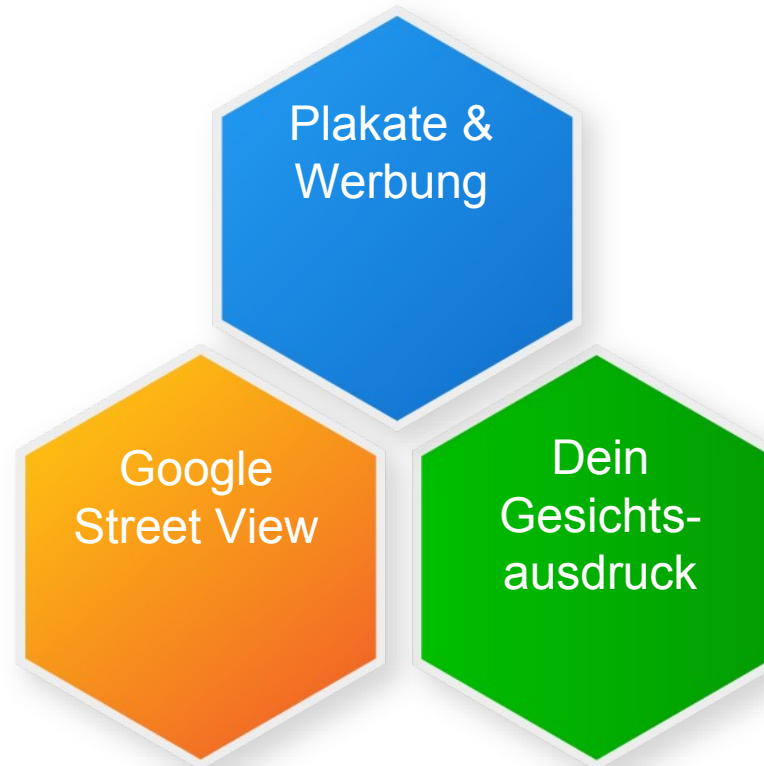 Plakate &
Werbung
Google
Street View
Dein
Gesichts-
ausdruck